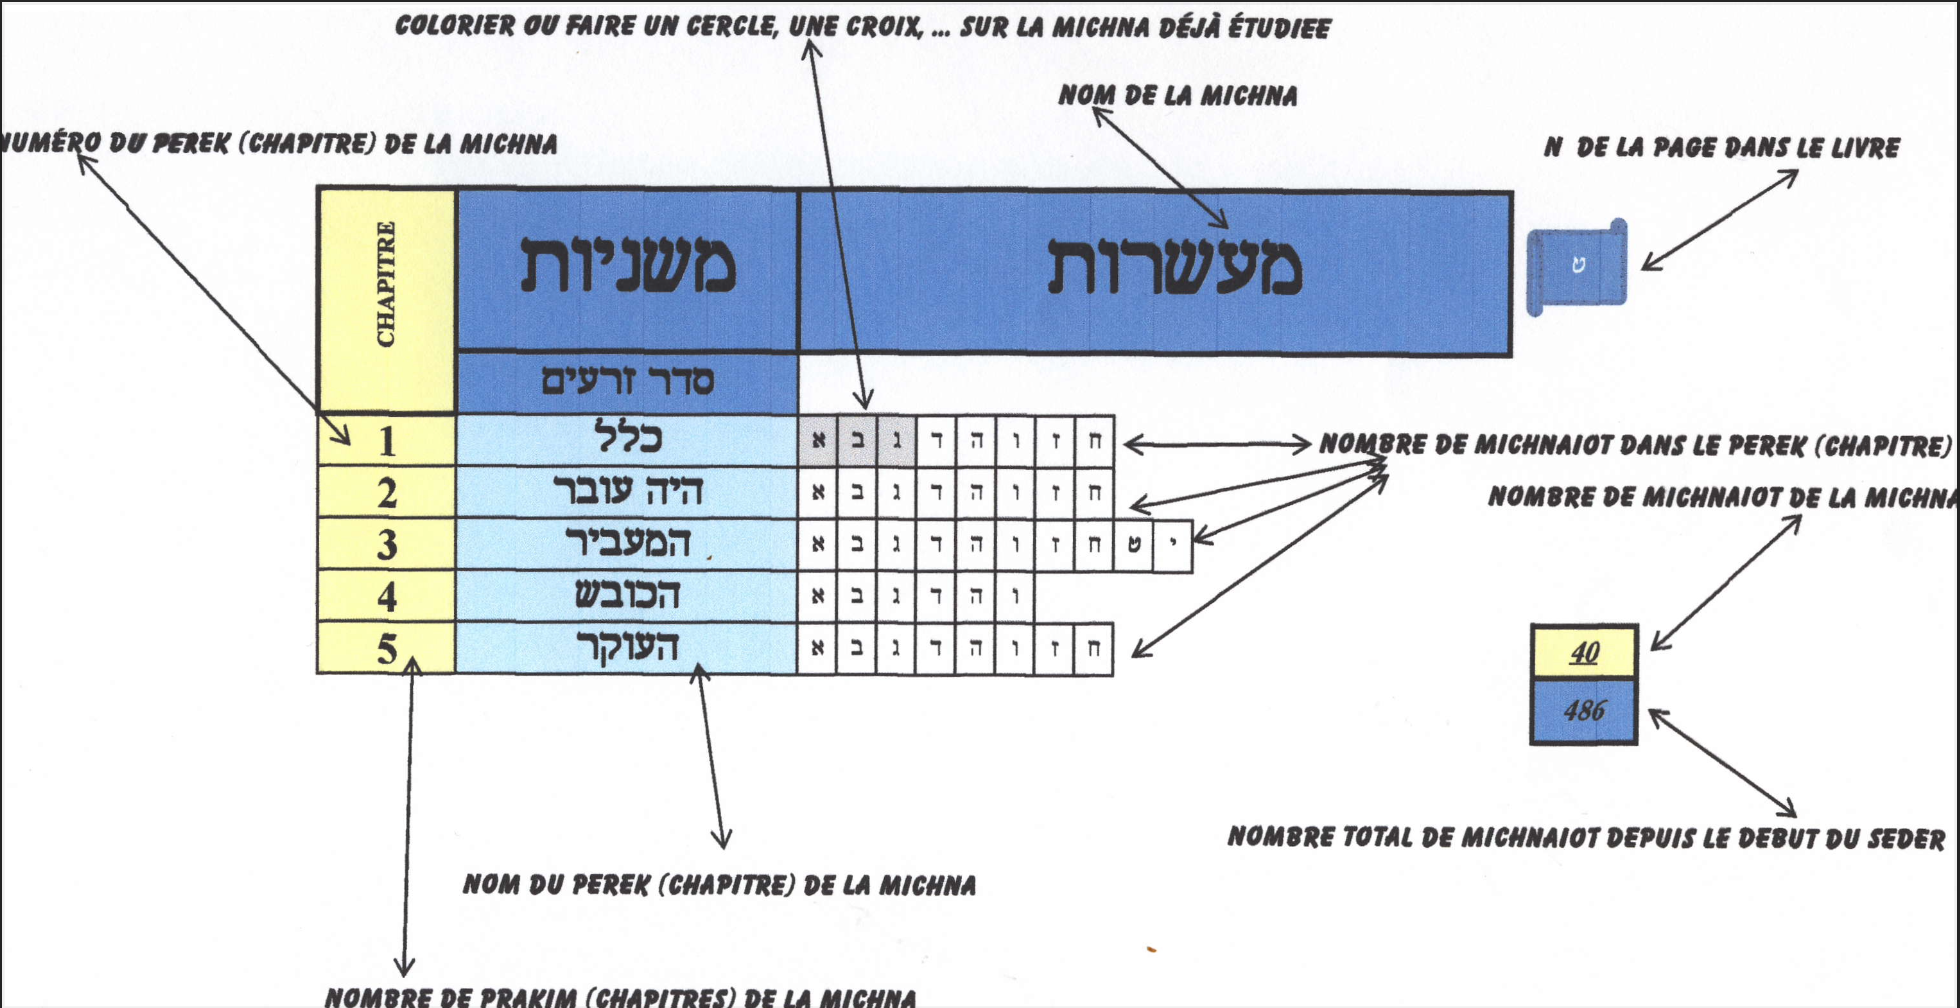 COLORIER OU FAIRE UN CERCLE, UNE CROIX, ... SUR LA MICHNA DÉJÀ ÉTUDIEE
NOM DE LA MICHNA
NUMÉRO DU PEREK (CHAPITRE) DE LA MICHNA
N DE LA PAGE DANS LE LIVRE
CHAPITRE
משניות
מעשרות
ט
סדר זרעים
1 כלל א ב ג ד ה ו ז ח
NOMBRE DE MICHNAIOT DANS LE PEREK (CHAPITRE)
2 היה עובר א ב ג ד ה ו ז ח
NOMBRE DE MICHNAIOT DE LA MICHNA
3 המעביר א ב ג ד ה ו ז ח ט י
4 הכובש א ב ג ד ה ו
5 העוקר א ב ג ד ה ו ז ח
40
486
NOMBRE TOTAL DE MICHNAIOT DEPUIS LE DEBUT DU SEDER
NOM DU PEREK (CHAPITRE) DE LA MICHNA
NOMBRE DE PRAKIM (CHAPITRES) DE LA MICHNA